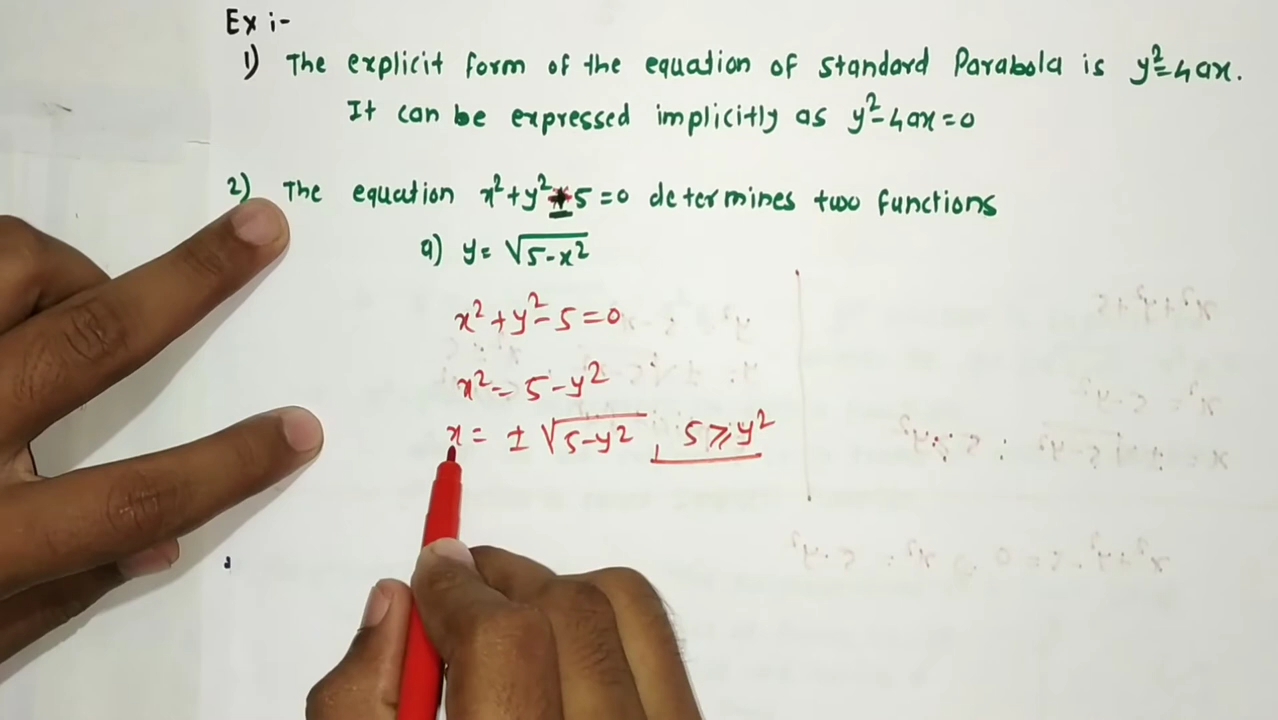 Ex :-
1) The explicit form of the equation of standard Parabola is y²=4ax.
It can be expressed implicitly as y²-4ax=0
2) The equation x²+y²-5=0 determines two functions
a) y= √5-x²
x²+y²-5=0
x²= 5-y²
x= ± √5-y² , 5⩾y²